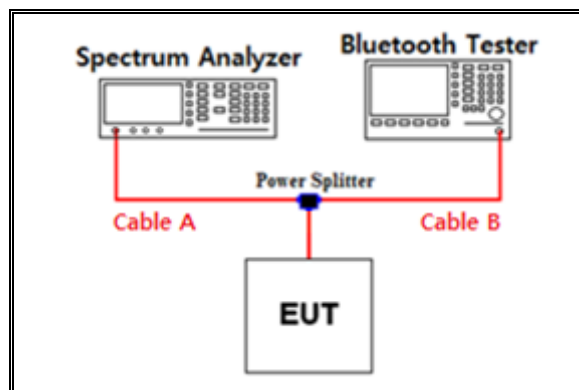 Spectrum Analyzer
Bluetooth Tester
Power Splitter
Cable A
Cable B
EUT